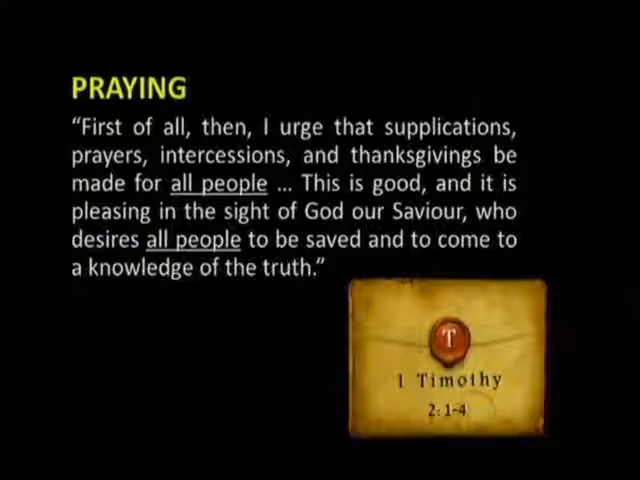 PRAYING
“First of all, then, I urge that supplications,
prayers, intercessions, and thanksgivings be
made for all people ... This is good, and it is
pleasing in the sight of God our Saviour, who
desires all people to be saved and to come to
a knowledge of the truth.”
T
1 Timothy
2: 1-4